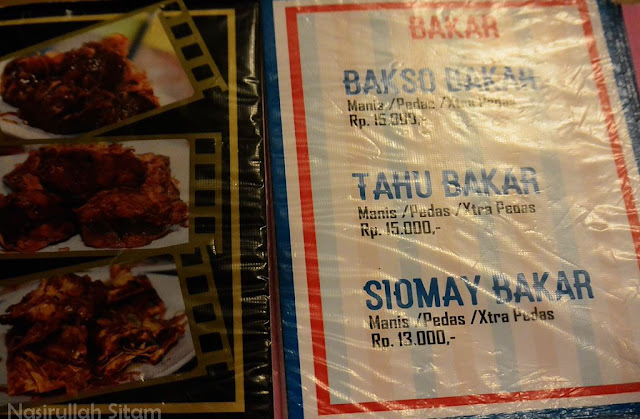 BAKAR
BAKSO BAKAR
Manis /Pedas /Xtra Pedas
Rp. 15.000,-
TAHU BAKAR
Manis /Pedas /Xtra Pedas
Rp. 15.000,-
SIOMAY BAKAR
Manis /Pedas /Xtra Pedas
Rp. 13.000,-
Nasirullah Sitam